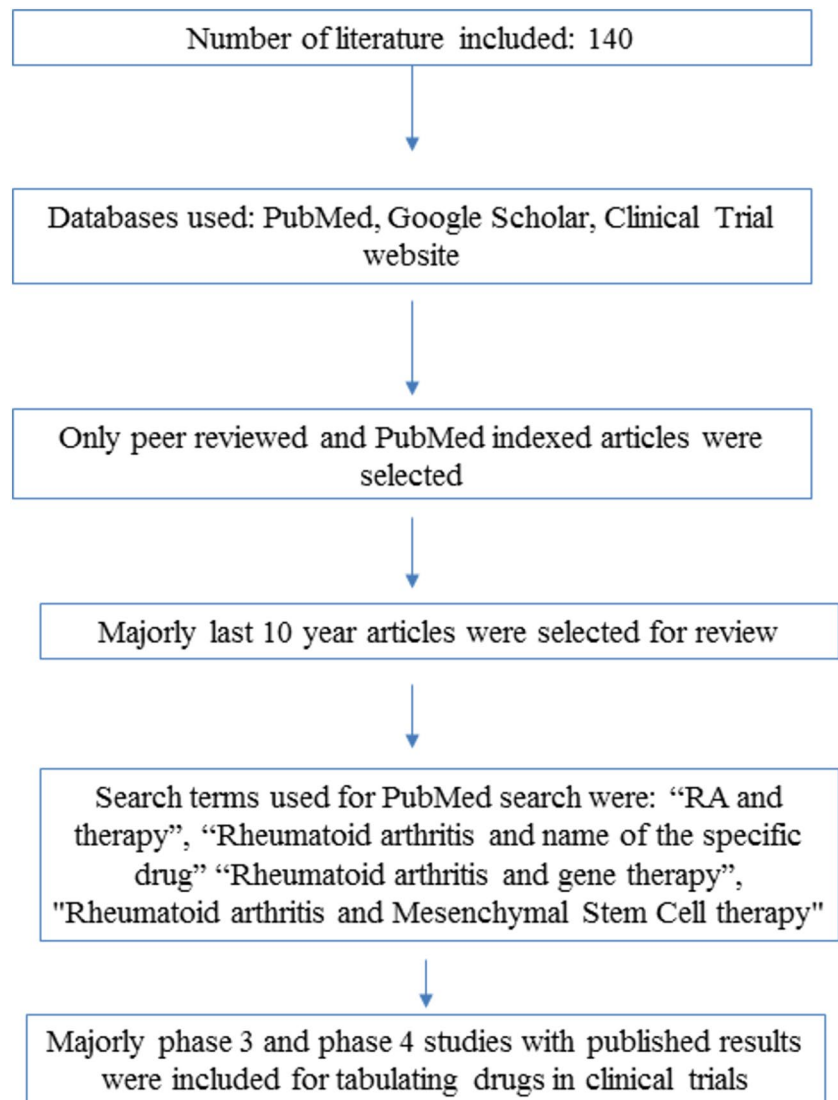 Number of literature included: 140
Databases used: PubMed, Google Scholar, Clinical Trial
website
Only peer reviewed and PubMed indexed articles were
selected
Majorly last 10 year articles were selected for review
Search terms used for PubMed search were: “RA and
therapy”, “Rheumatoid arthritis and name of the specific
drug” “Rheumatoid arthritis and gene therapy”,
"Rheumatoid arthritis and Mesenchymal Stem Cell therapy"
Majorly phase 3 and phase 4 studies with published results
were included for tabulating drugs in clinical trials